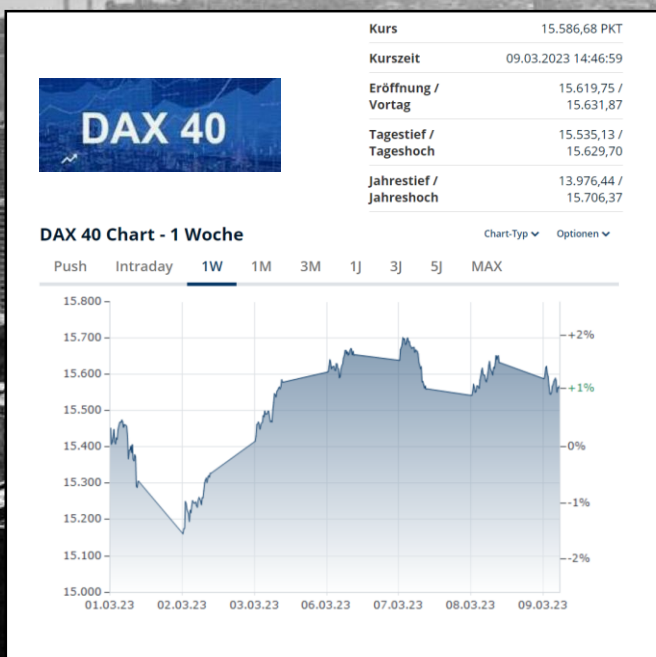 Kurs 15.586,68 PKT
Kurszeit 09.03.2023 14:46:59
Eröffnung / 15.619,75 /
Vortag 15.631,87
Tagestief / 15.535,13 /
Tageshoch 15.629,70
Jahrestief / 13.976,44 /
Jahreshoch 15.706,37
DAX 40
DAX 40 Chart - 1 Woche
Chart-Typ Optionen
Push Intraday 1W 1M 3M 1J 3J 5J MAX
15.800
15.700
15.600
15.500
15.400
15.300
15.200
15.100
15.000
+2%
+1%
0%
-1%
-2%
01.03.23 02.03.23 03.03.23 06.03.23 07.03.23 08.03.23 09.03.23